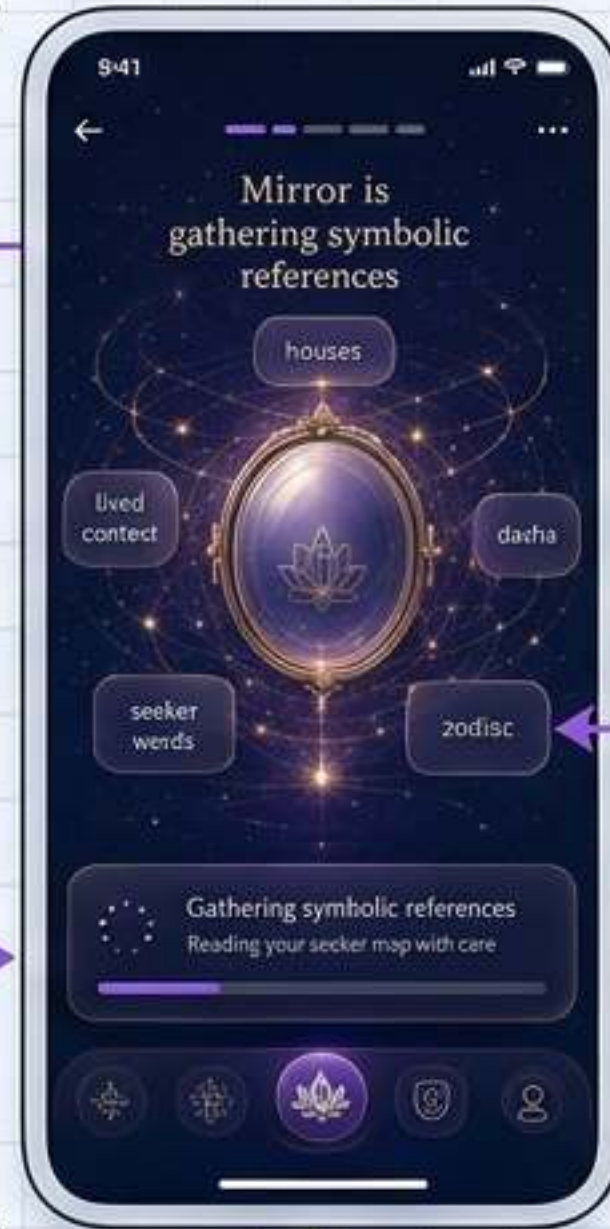 9:41
Mirror is
gathering symbolic
references
houses
lived
contect
dasha
seeker
wends
zodisc
Gathering symbolic references
Reading your seeker map with care
G